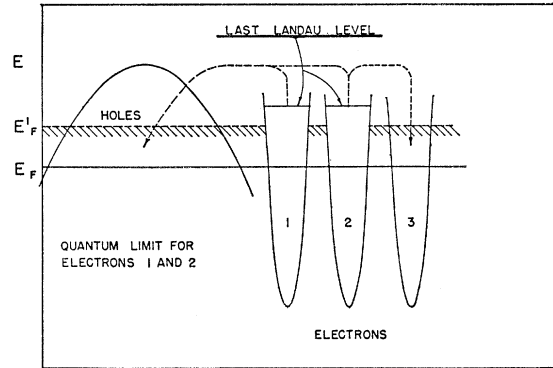 LAST LANDAU LEVEL
E
HOLES
E'F
EF
1 2 3
QUANTUM LIMIT FOR
ELECTRONS 1 AND 2
ELECTRONS